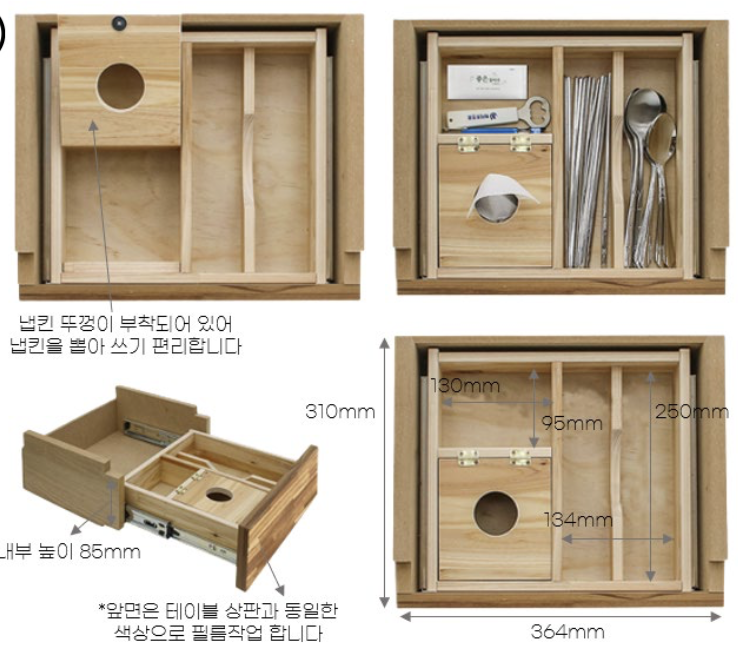 )
냅킨 뚜껑이 부착되어 있어
냅킨을 뽑아 쓰기 편리합니다
130mm
95mm
250mm
310mm
134mm
364mm
내부 높이 85mm
*앞면은 테이블 상판과 동일한
색상으로 필름작업 합니다